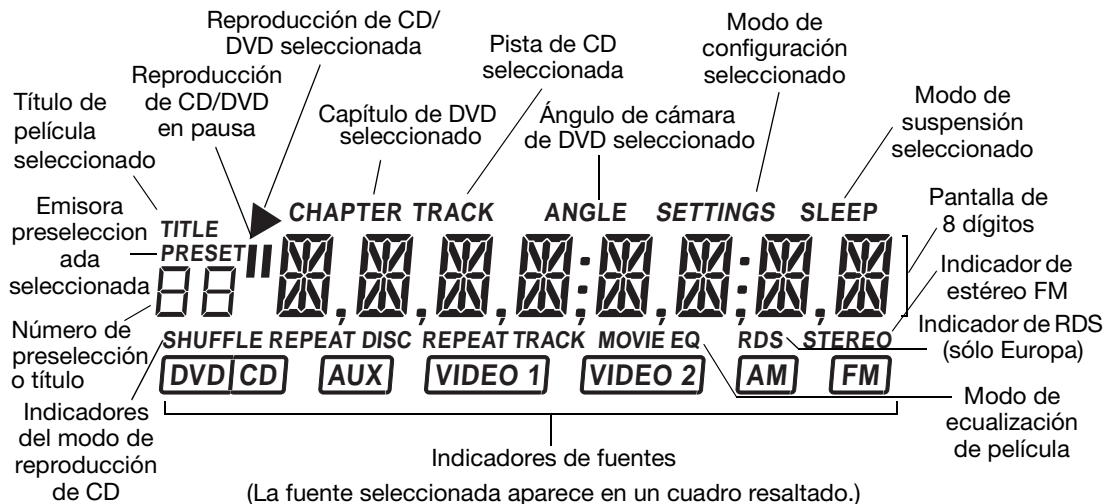 Reproducción de CD/
DVD seleccionada
Reproducción
de CD/DVD
en pausa
Título de
película
seleccionado
Capítulo de DVD
seleccionado
Pista de CD
seleccionada
Ángulo de cámara
de DVD seleccionado
Modo de
configuración
seleccionado
Modo de
suspensión
seleccionado
Emisora
preseleccion
ada
seleccionada
Número de
preselección
o título
TITLE
PRESET
CHAPTER TRACK ANGLE SETTINGS SLEEP
Pantalla de
8 dígitos
Indicador de
estéreo FM
Indicador de RDS
(sólo Europa)
SHUFFLE REPEAT DISC REPEAT TRACK MOVIE EQ RDS STEREO
DVD CD AUX VIDEO 1 VIDEO 2 AM FM
Indicadores
del modo de
reproducción
de CD
Modo de
ecualización
de película
Indicadores de fuentes
(La fuente seleccionada aparece en un cuadro resaltado.)